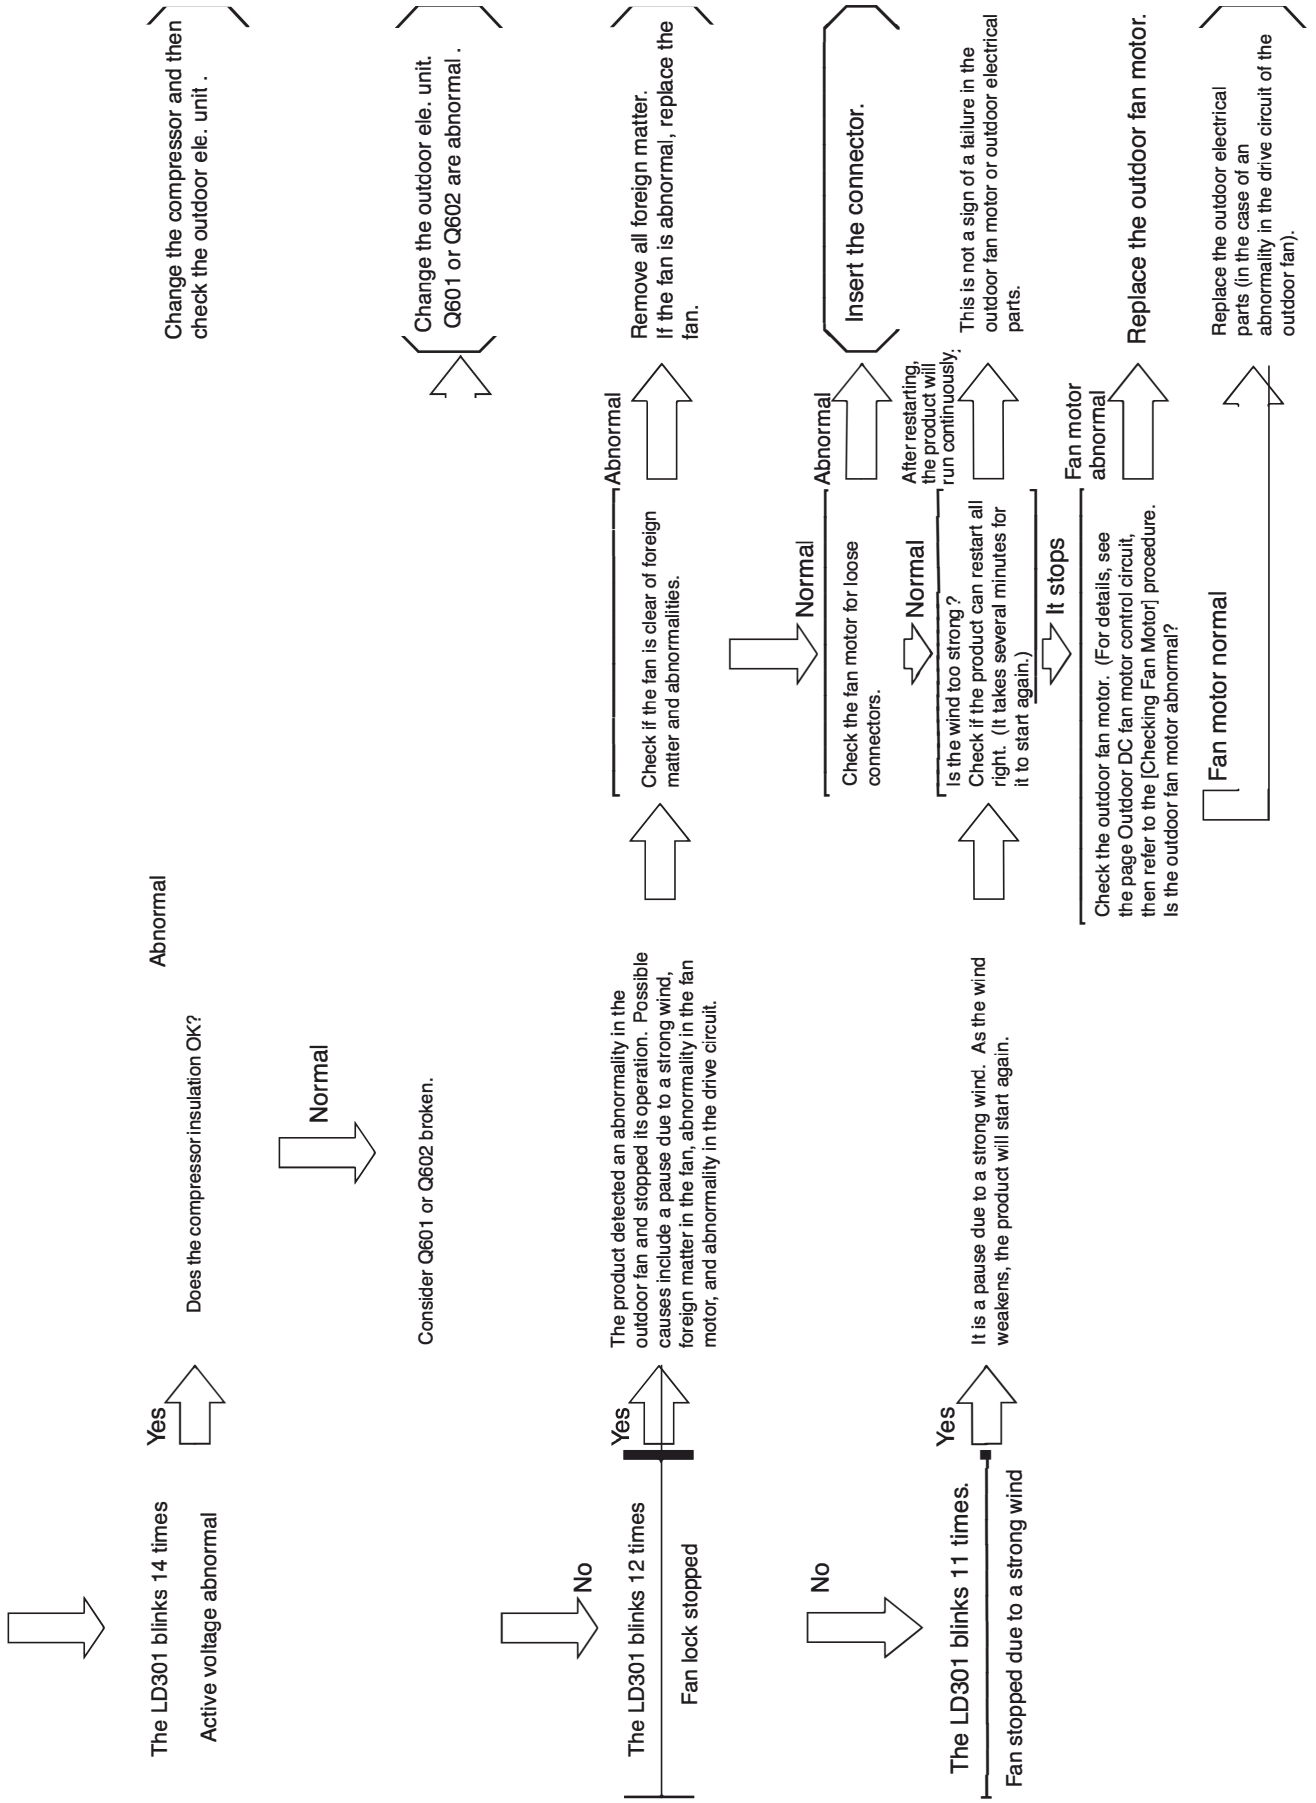 The LD301 blinks 14 times
Active voltage abnormal
Yes
Does the compressor insulation OK?
Abnormal
Change the compressor and then
check the outdoor ele. unit .
Normal
Consider Q601 or Q602 broken.
Change the outdoor ele. unit.
Q601 or Q602 are abnormal .
No
The LD301 blinks 12 times
Fan lock stopped
Yes
The product detected an abnormality in the
outdoor fan and stopped its operation. Possible
causes include a pause due to a strong wind,
foreign matter in the fan, abnormality in the fan
motor, and abnormality in the drive circuit.
Check if the fan is clear of foreign
matter and abnormalities.
Abnormal
Remove all foreign matter.
If the fan is abnormal, replace the
fan.
Normal
Check the fan motor for loose
connectors.
Abnormal
Insert the connector.
No
The LD301 blinks 11 times.
Fan stopped due to a strong wind
Yes
It is a pause due to a strong wind. As the wind
weakens, the product will start again.
Normal
Is the wind too strong?
Check if the product can restart all
right. (It takes several minutes for
it to start again.)
After restarting,
the product will
run continuously.
This is not a sign of a failure in the
outdoor fan motor or outdoor electrical
parts.
It stops
Check the outdoor fan motor. (For details, see
the page Outdoor DC fan motor control circuit,
then refer to the [Checking Fan Motor] procedure.
Is the outdoor fan motor abnormal?
Fan motor
abnormal
Replace the outdoor fan motor.
Fan motor normal
Replace the outdoor electrical
parts (in the case of an
abnormality in the drive circuit of the
outdoor fan).